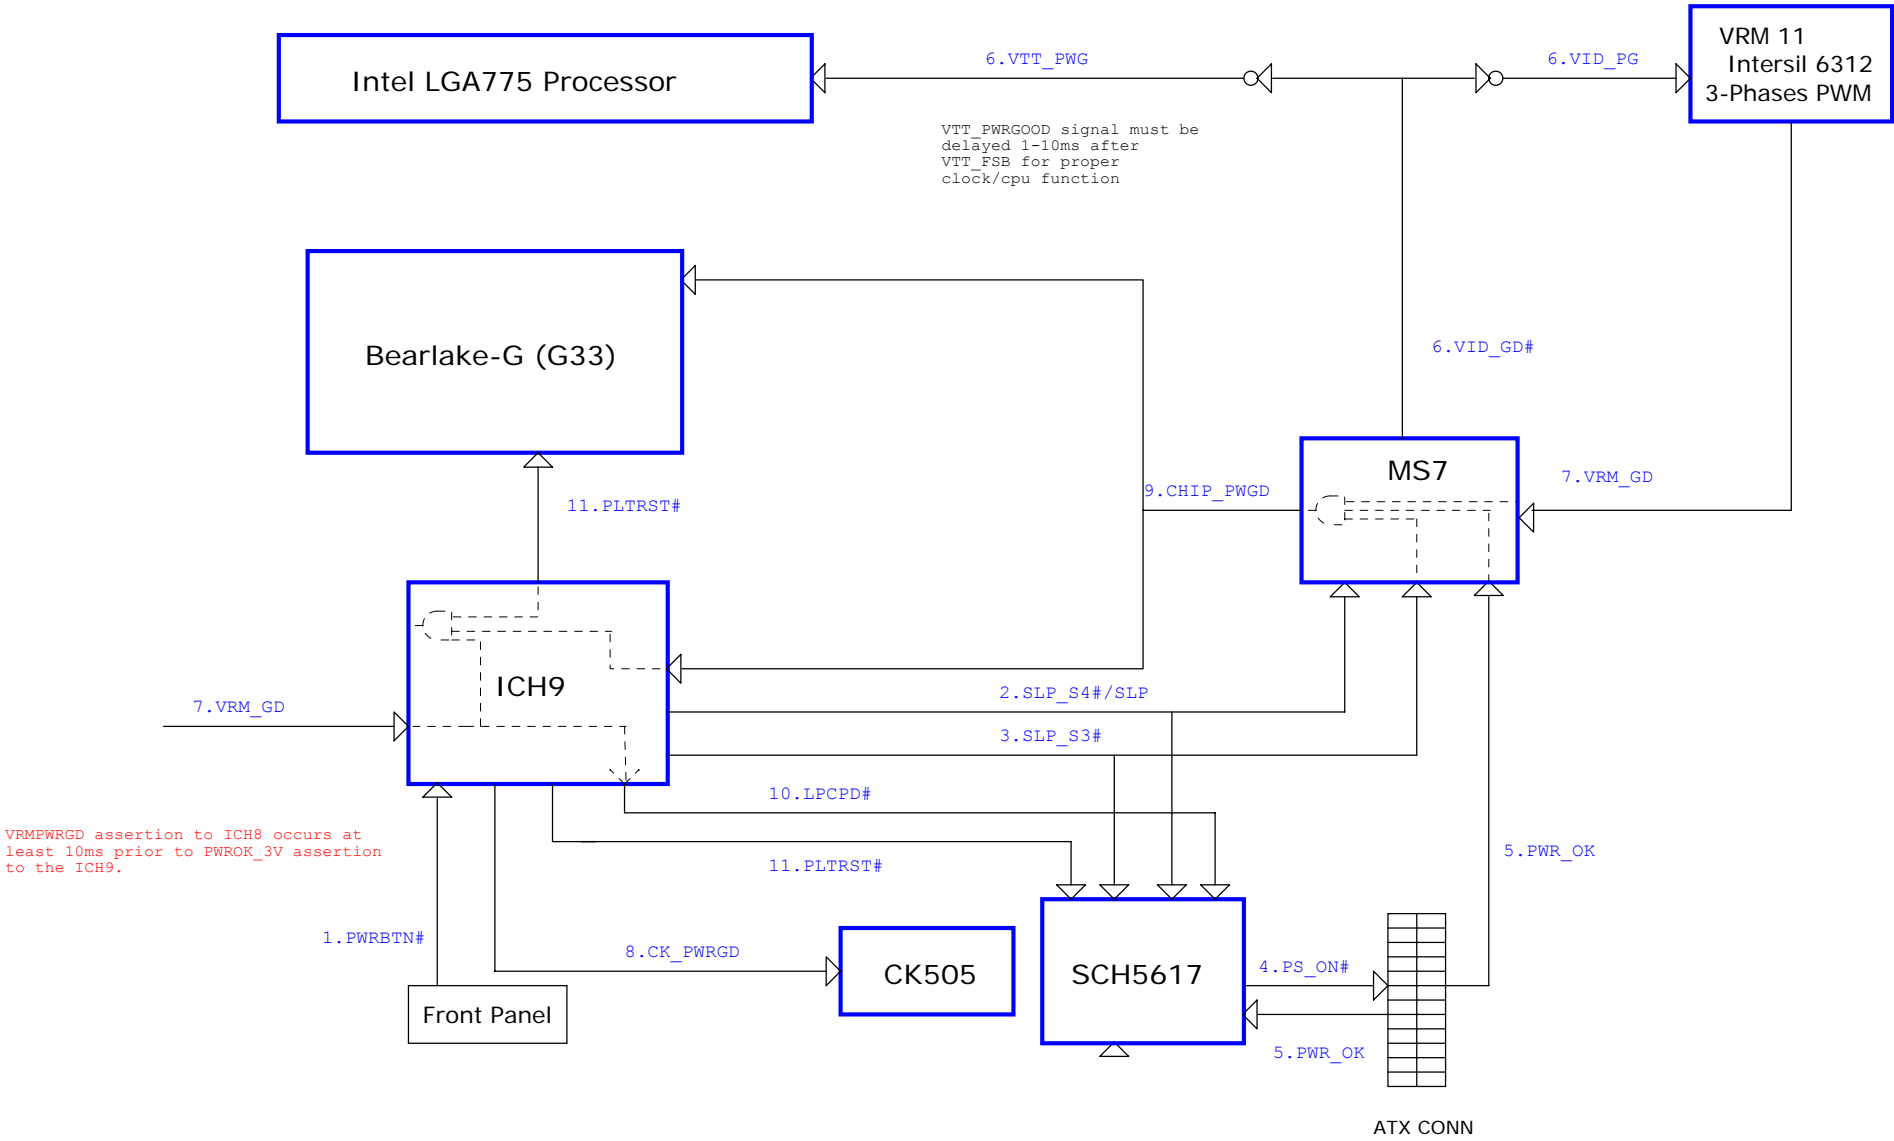 VRM 11
Intersil 6312
3-Phases PWM
6.VTT_PWG
6.VID_PG
Intel LGA775 Processor
VTT_PWRGOOD signal must be
delayed 1-10ms after
VTT_FSB for proper
clock/cpu function
Bearlake-G (G33)
6.VID_GD#
MS7
7.VRM_GD
9.CHIP_PWGD
11.PLTRST#
ICH9
2.SLP_S4#/SLP
7.VRM_GD
3.SLP_S3#
10.LPCPD#
VRMPWRGD assertion to ICH8 occurs at
least 10ms prior to PWROK_3V assertion
to the ICH9.
11.PLTRST#
5.PWR_OK
1.PWRBTN#
8.CK_PWRGD
CK505
SCH5617
4.PS_ON#
Front Panel
5.PWR_OK
ATX CONN